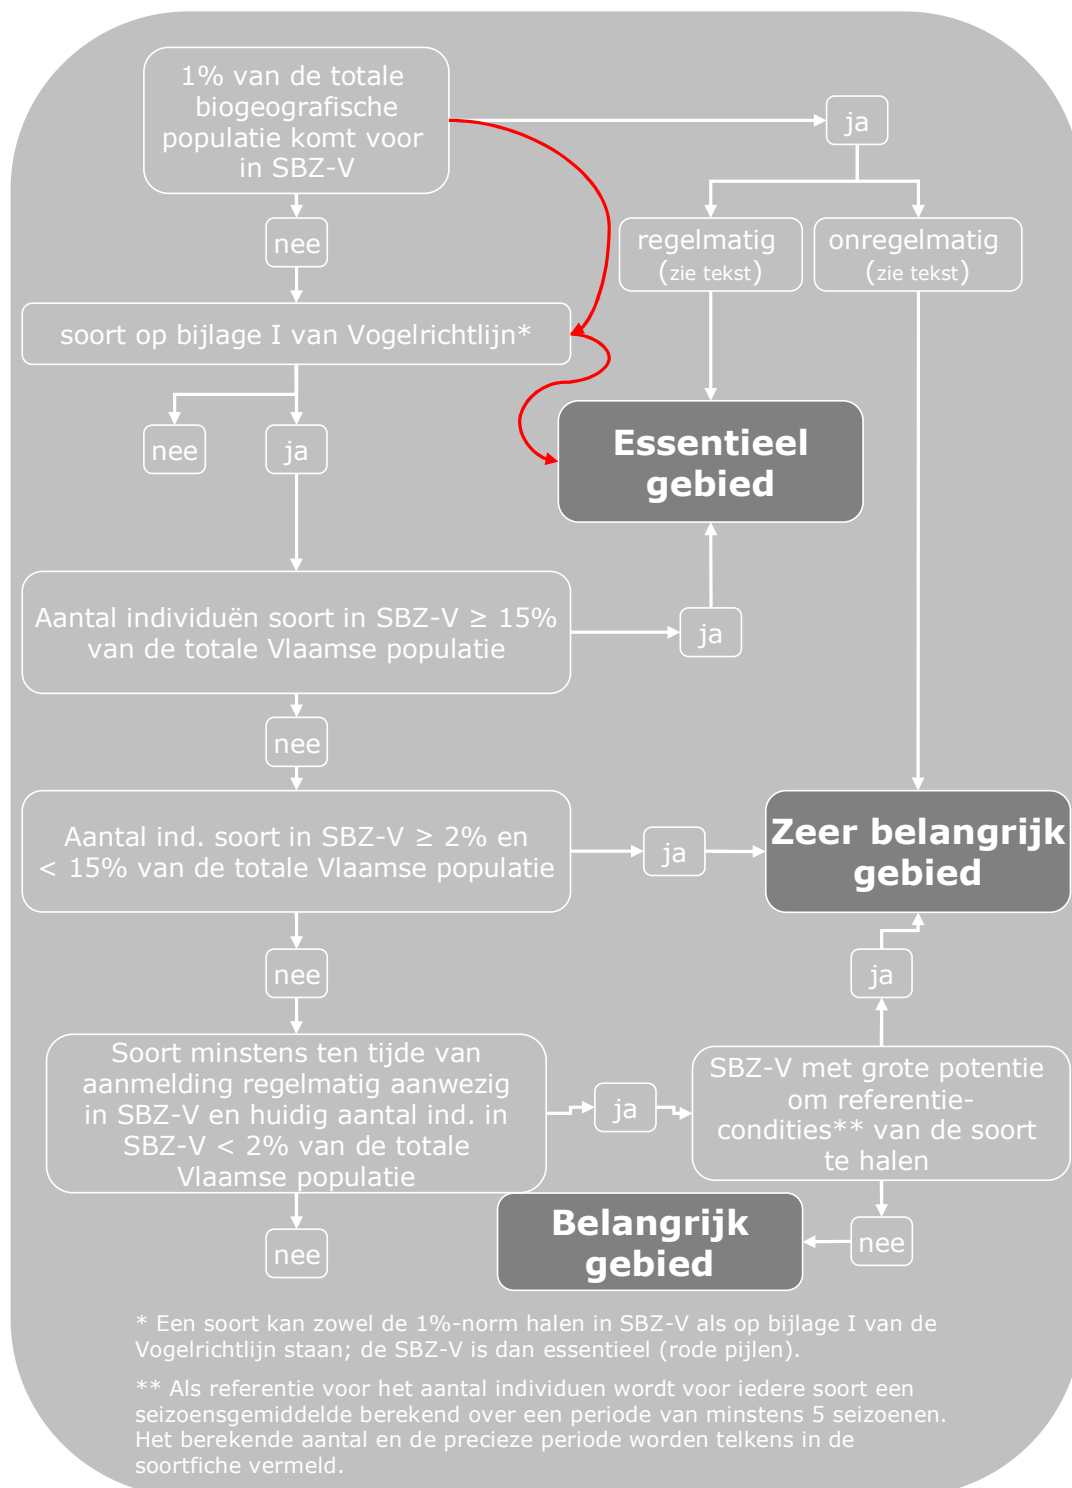 1% van de totale
biogeografische
populatie komt voor
in SBZ-V
ja
nee
regelmatig
(zie tekst)
onregelmatig
(zie tekst)
soort op bijlage I van Vogelrichtlijn*
nee
ja
Essentieel
gebied
Aantal individuën soort in SBZ-V ≥ 15%
van de totale Vlaamse populatie
ja
nee
Aantal ind. soort in SBZ-V ≥ 2% en
< 15% van de totale Vlaamse populatie
ja
Zeer belangrijk
gebied
nee
ja
Soort minstens ten tijde van
aanmelding regelmatig aanwezig
in SBZ-V en huidig aantal ind. in
SBZ-V < 2% van de totale
Vlaamse populatie
ja
SBZ-V met grote potentie
om referentie-
condities** van de soort
te halen
nee
Belangrijk
gebied
nee
* Een soort kan zowel de 1%-norm halen in SBZ-V als op bijlage I van de
Vogelrichtlijn staan; de SBZ-V is dan essentieel (rode pijlen).
** Als referentie voor het aantal individuen wordt voor iedere soort een
seizoensgemiddelde berekend over een periode van minstens 5 seizoenen.
Het berekende aantal en de precieze periode worden telkens in de
soortfiche vermeld.